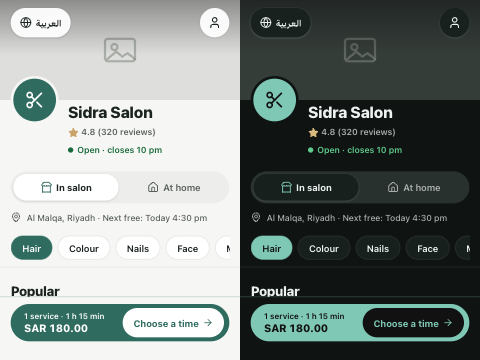 العربية
Sidra Salon
4.8 (320 reviews)
Open · closes 10 pm
In salon
At home
Al Malqa, Riyadh · Next free: Today 4:30 pm
Hair
Colour
Nails
Face
Popular
1 service · 1 h 15 min
SAR 180.00
Choose a time →
العربية
Sidra Salon
4.8 (320 reviews)
Open · closes 10 pm
In salon
At home
Al Malqa, Riyadh · Next free: Today 4:30 pm
Hair
Colour
Nails
Face
Popular
1 service · 1 h 15 min
SAR 180.00
Choose a time →